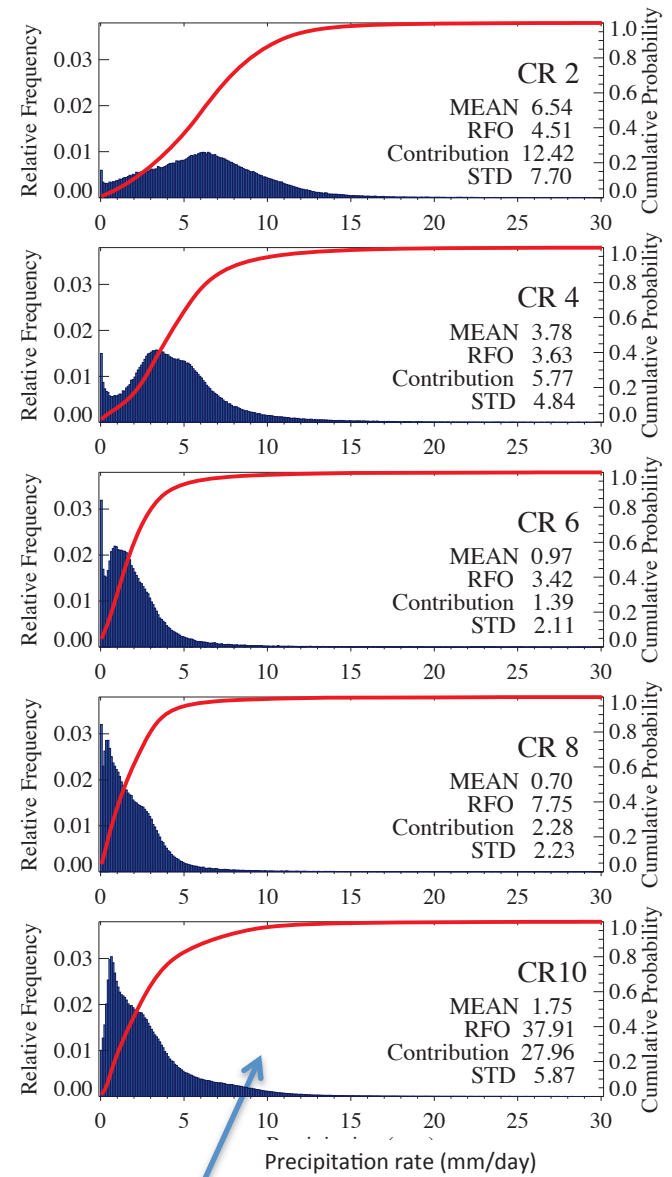 Relative Frequency
0.03
0.02
0.01
0.00
CR 2
MEAN 6.54
RFO 4.51
Contribution 12.42
STD 7.70
1.0
0.8
0.6
0.4
0.2
0.0
Cumulative Probability
0 5 10 15 20 25 30
Relative Frequency
0.03
0.02
0.01
0.00
CR 4
MEAN 3.78
RFO 3.63
Contribution 5.77
STD 4.84
1.0
0.8
0.6
0.4
0.2
0.0
Cumulative Probability
0 5 10 15 20 25 30
Relative Frequency
0.03
0.02
0.01
0.00
CR 6
MEAN 0.97
RFO 3.42
Contribution 1.39
STD 2.11
1.0
0.8
0.6
0.4
0.2
0.0
Cumulative Probability
0 5 10 15 20 25 30
Relative Frequency
0.03
0.02
0.01
0.00
CR 8
MEAN 0.70
RFO 7.75
Contribution 2.28
STD 2.23
1.0
0.8
0.6
0.4
0.2
0.0
Cumulative Probability
0 5 10 15 20 25 30
Relative Frequency
0.03
0.02
0.01
0.00
CR10
MEAN 1.75
RFO 37.91
Contribution 27.96
STD 5.87
1.0
0.8
0.6
0.4
0.2
0.0
Cumulative Probability
0 5 10 15 20 25 30
Precipitation rate (mm/day)